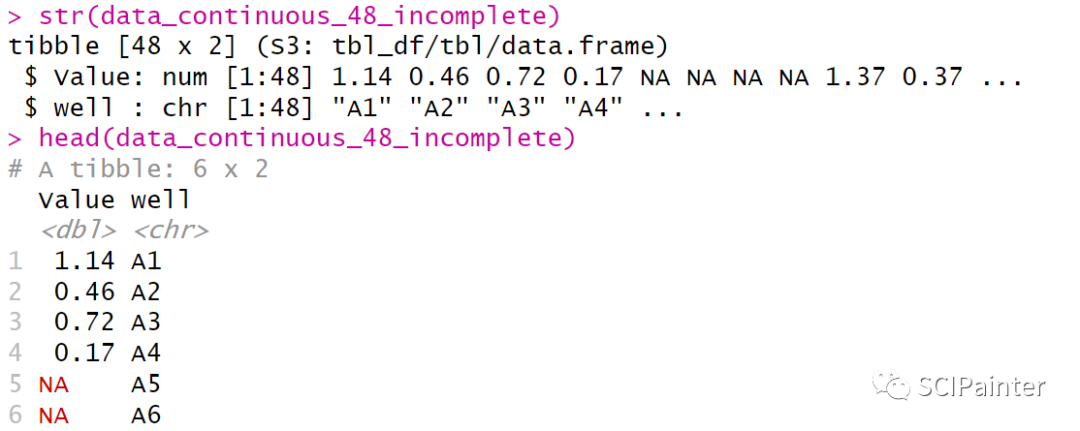 > str(data_continuous_48_incomplete)
tibble [48 x 2] (S3: tbl_df/tbl/data.frame)
 $ Value: num [1:48] 1.14 0.46 0.72 0.17 NA NA NA NA 1.37 0.37 ...
 $ well : chr [1:48] "A1" "A2" "A3" "A4" ...
> head(data_continuous_48_incomplete)
# A tibble: 6 x 2
  Value well
  <dbl> <chr>
1  1.14 A1
2  0.46 A2
3  0.72 A3
4  0.17 A4
5 NA    A5
6 NA    A6
SCIPainter